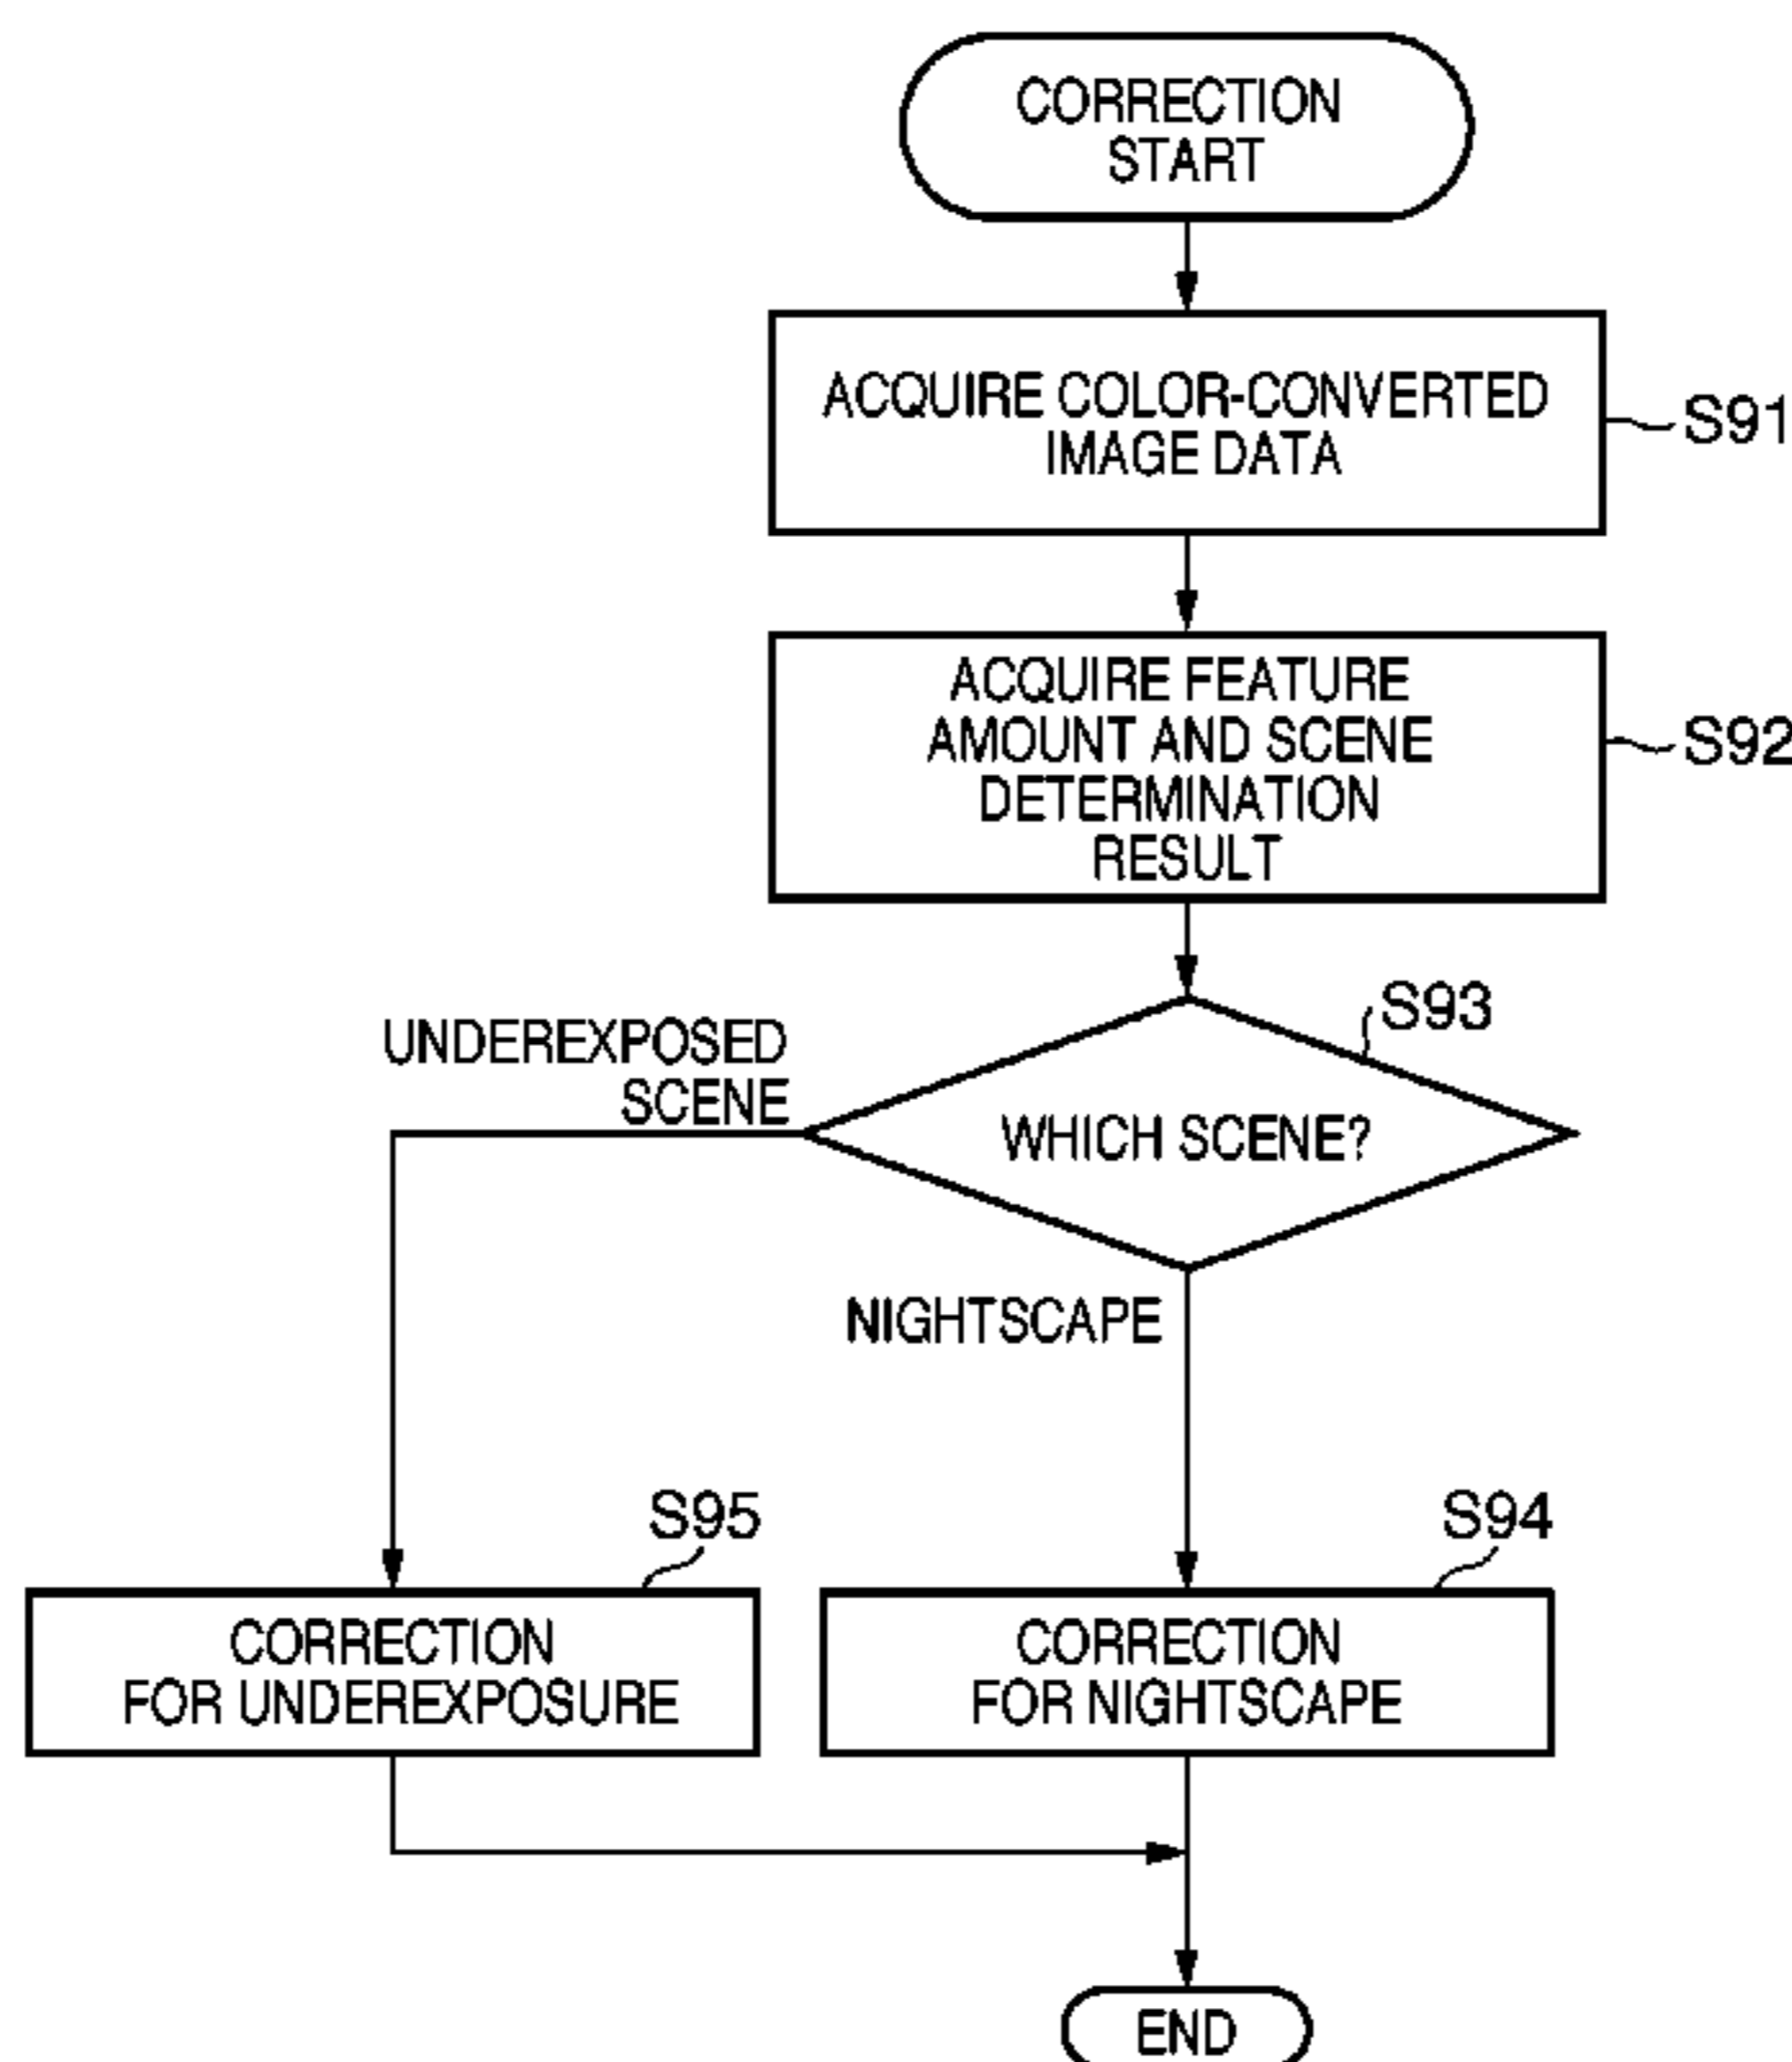 CORRECTION
START
ACQUIRE COLOR-CONVERTED
IMAGE DATA
S91
ACQUIRE FEATURE
AMOUNT AND SCENE
DETERMINATION
RESULT
S92
S93
UNDEREXPOSED
SCENE
WHICH SCENE?
NIGHTSCAPE
S95
CORRECTION
FOR UNDEREXPOSURE
S94
CORRECTION
FOR NIGHTSCAPE
END